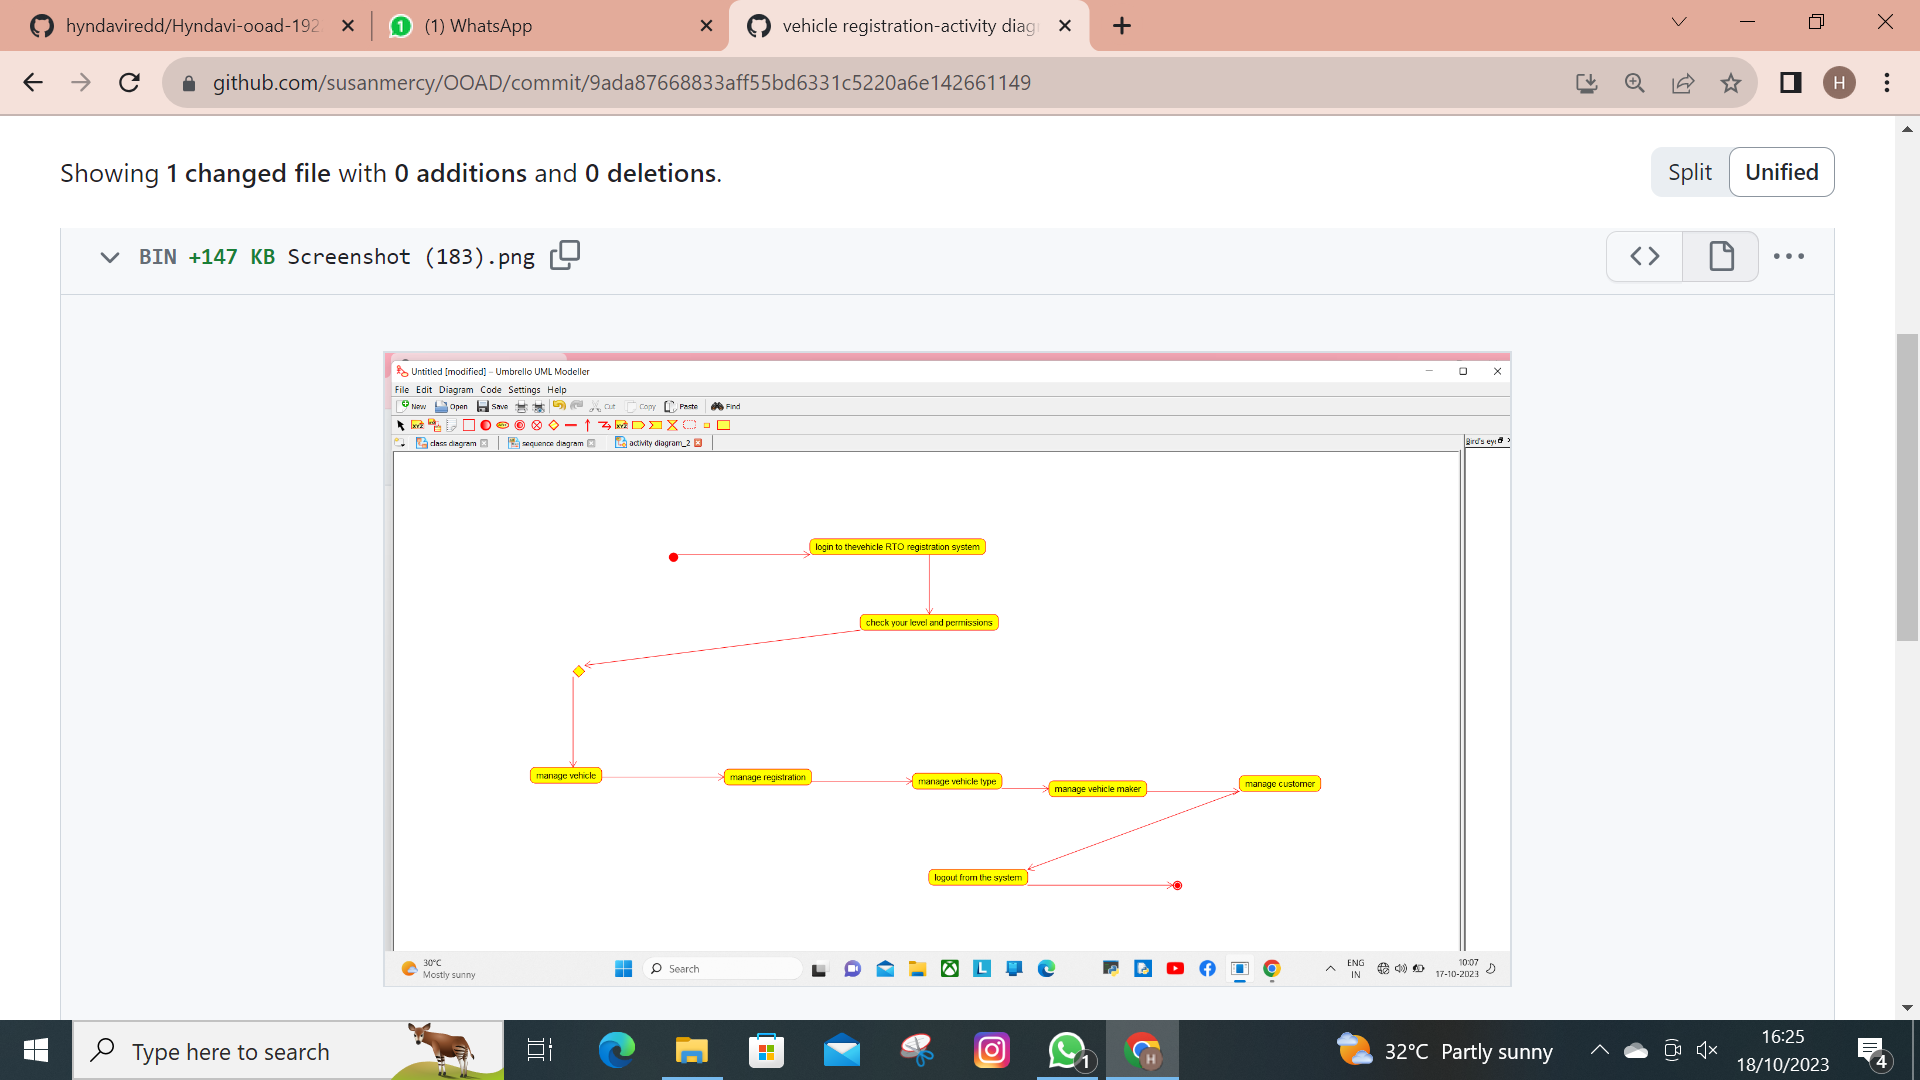 hyndaviredd/Hyndavi-ooad-192
(1) WhatsApp
vehicle registration-activity diag
github.com/susanmercy/OOAD/commit/9ada87668833aff55bd6331c5220a6e142661149
H
Showing 1 changed file with 0 additions and 0 deletions.
Split Unified
BIN +147 KB Screenshot (183).png
Untitled [modified] – Umbrello UML Modeller
File Edit Diagram Code Settings Help
New Open Save Cut Copy Paste Find
class diagram sequence diagram activity diagram_2
Bird's eye
login to thevehicle RTO registration system
check your level and permissions
manage vehicle
manage registration
manage vehicle type
manage vehicle maker
manage customer
logout from the system
30°C
Mostly sunny
Search
ENG
IN
10:07
17-10-2023
Type here to search
1
H
32°C Partly sunny
16:25
18/10/2023
4